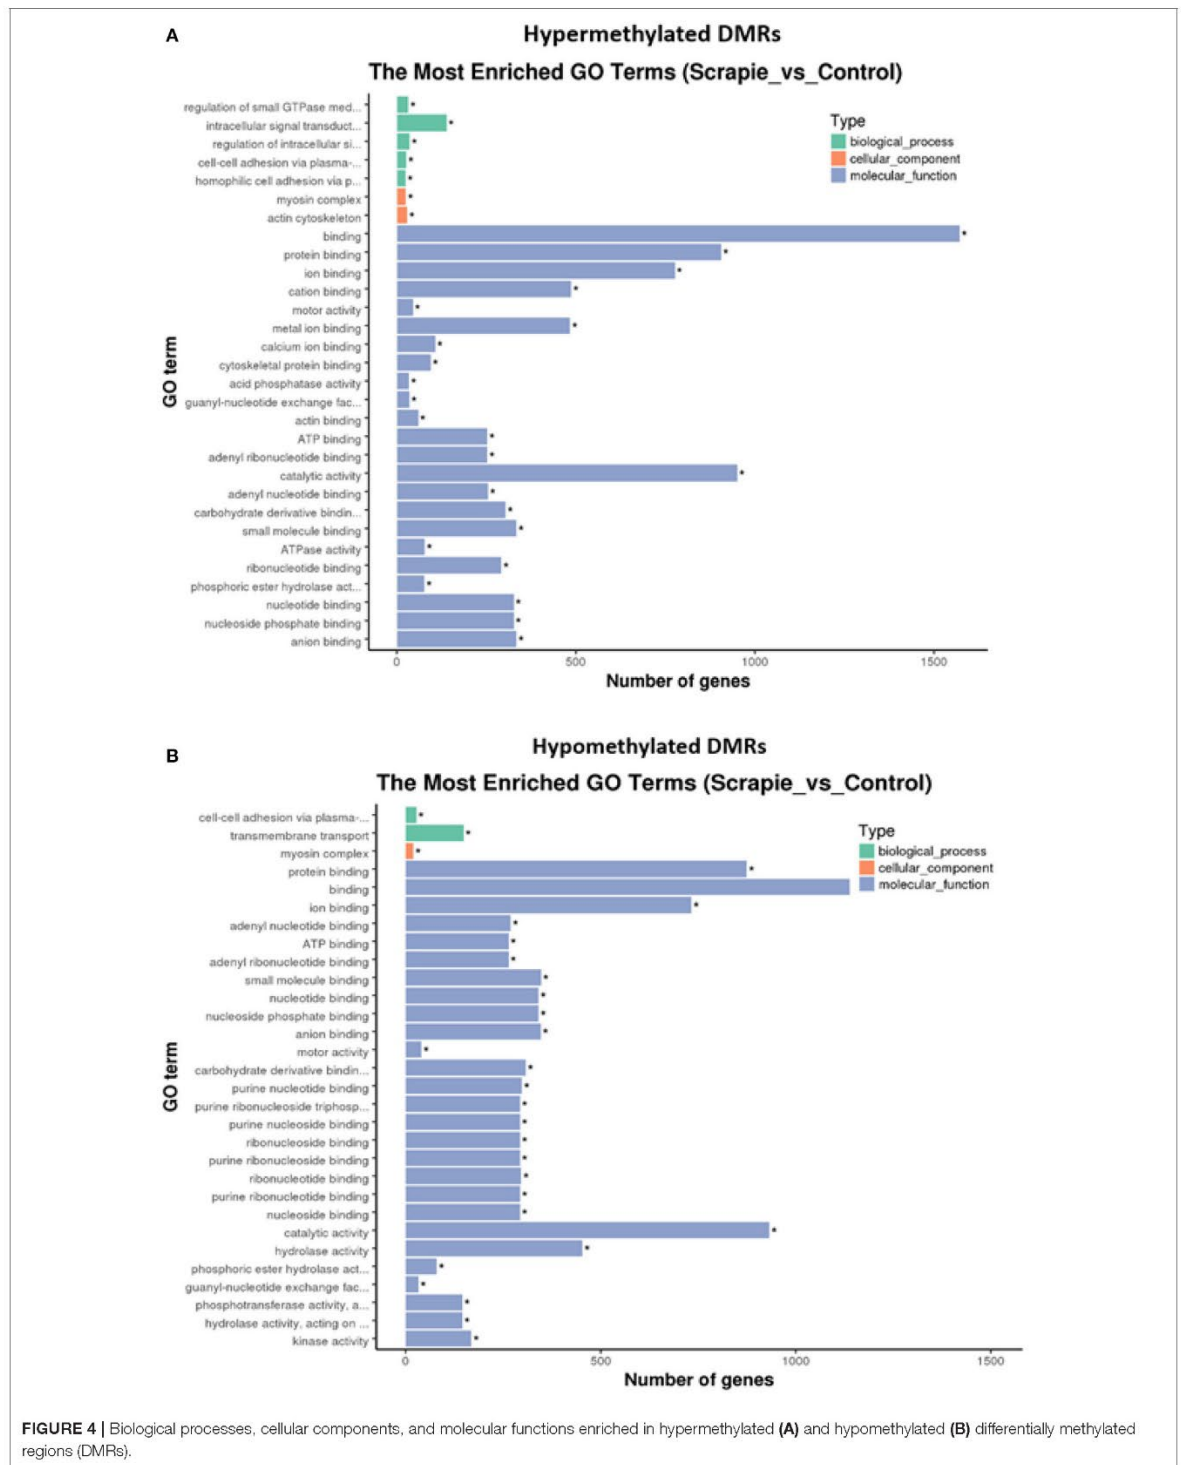 A
Hypermethylated DMRs
The Most Enriched GO Terms (Scrapie_vs_Control)
regulation of small GTPase med...
intracellular signal transduct...
regulation of intracellular si...
cell-cell adhesion via plasma-...
homophilic cell adhesion via p...
myosin complex
actin cytoskeleton
binding
protein binding
ion binding
cation binding
motor activity
metal ion binding
calcium ion binding
cytoskeletal protein binding
acid phosphatase activity
guanyl-nucleotide exchange fac...
actin binding
ATP binding
adenyl ribonucleotide binding
catalytic activity
adenyl nucleotide binding
carbohydrate derivative bindin...
small molecule binding
ATPase activity
ribonucleotide binding
phosphoric ester hydrolase act...
nucleotide binding
nucleoside phosphate binding
anion binding
GO term
Type
biological_process
cellular_component
molecular_function
0 500 1000 1500
Number of genes
B
Hypomethylated DMRs
The Most Enriched GO Terms (Scrapie_vs_Control)
cell-cell adhesion via plasma-...
transmembrane transport
myosin complex
protein binding
binding
ion binding
adenyl nucleotide binding
ATP binding
adenyl ribonucleotide binding
small molecule binding
nucleotide binding
nucleoside phosphate binding
anion binding
motor activity
carbohydrate derivative bindin...
purine nucleotide binding
purine ribonucleoside triphosp...
purine nucleoside binding
ribonucleoside binding
purine ribonucleoside binding
ribonucleotide binding
purine ribonucleotide binding
nucleoside binding
catalytic activity
hydrolase activity
phosphoric ester hydrolase act...
guanyl-nucleotide exchange fac...
phosphotransferase activity, a...
hydrolase activity, acting on ...
kinase activity
GO term
Type
biological_process
cellular_component
molecular_function
0 500 1000 1500
Number of genes
FIGURE 4 | Biological processes, cellular components, and molecular functions enriched in hypermethylated (A) and hypomethylated (B) differentially methylated
regions (DMRs).